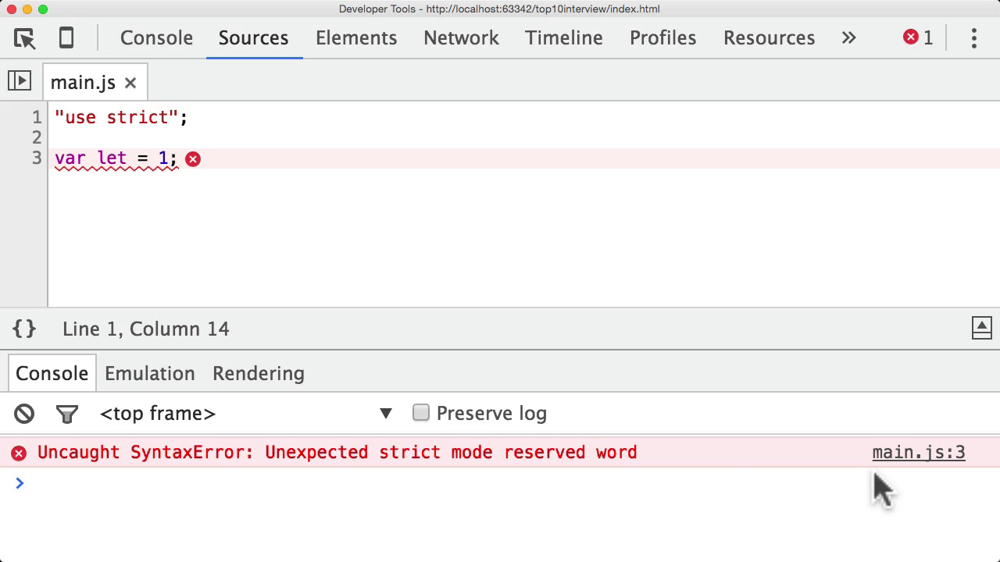 Developer Tools - http://localhost:63342/top10interview/index.html
Console Sources Elements Network Timeline Profiles Resources » 1
main.js ×
1 "use strict";
2
3 var let = 1;
{} Line 1, Column 14
Console Emulation Rendering
<top frame> ▼ Preserve log
Uncaught SyntaxError: Unexpected strict mode reserved word main.js:3
>